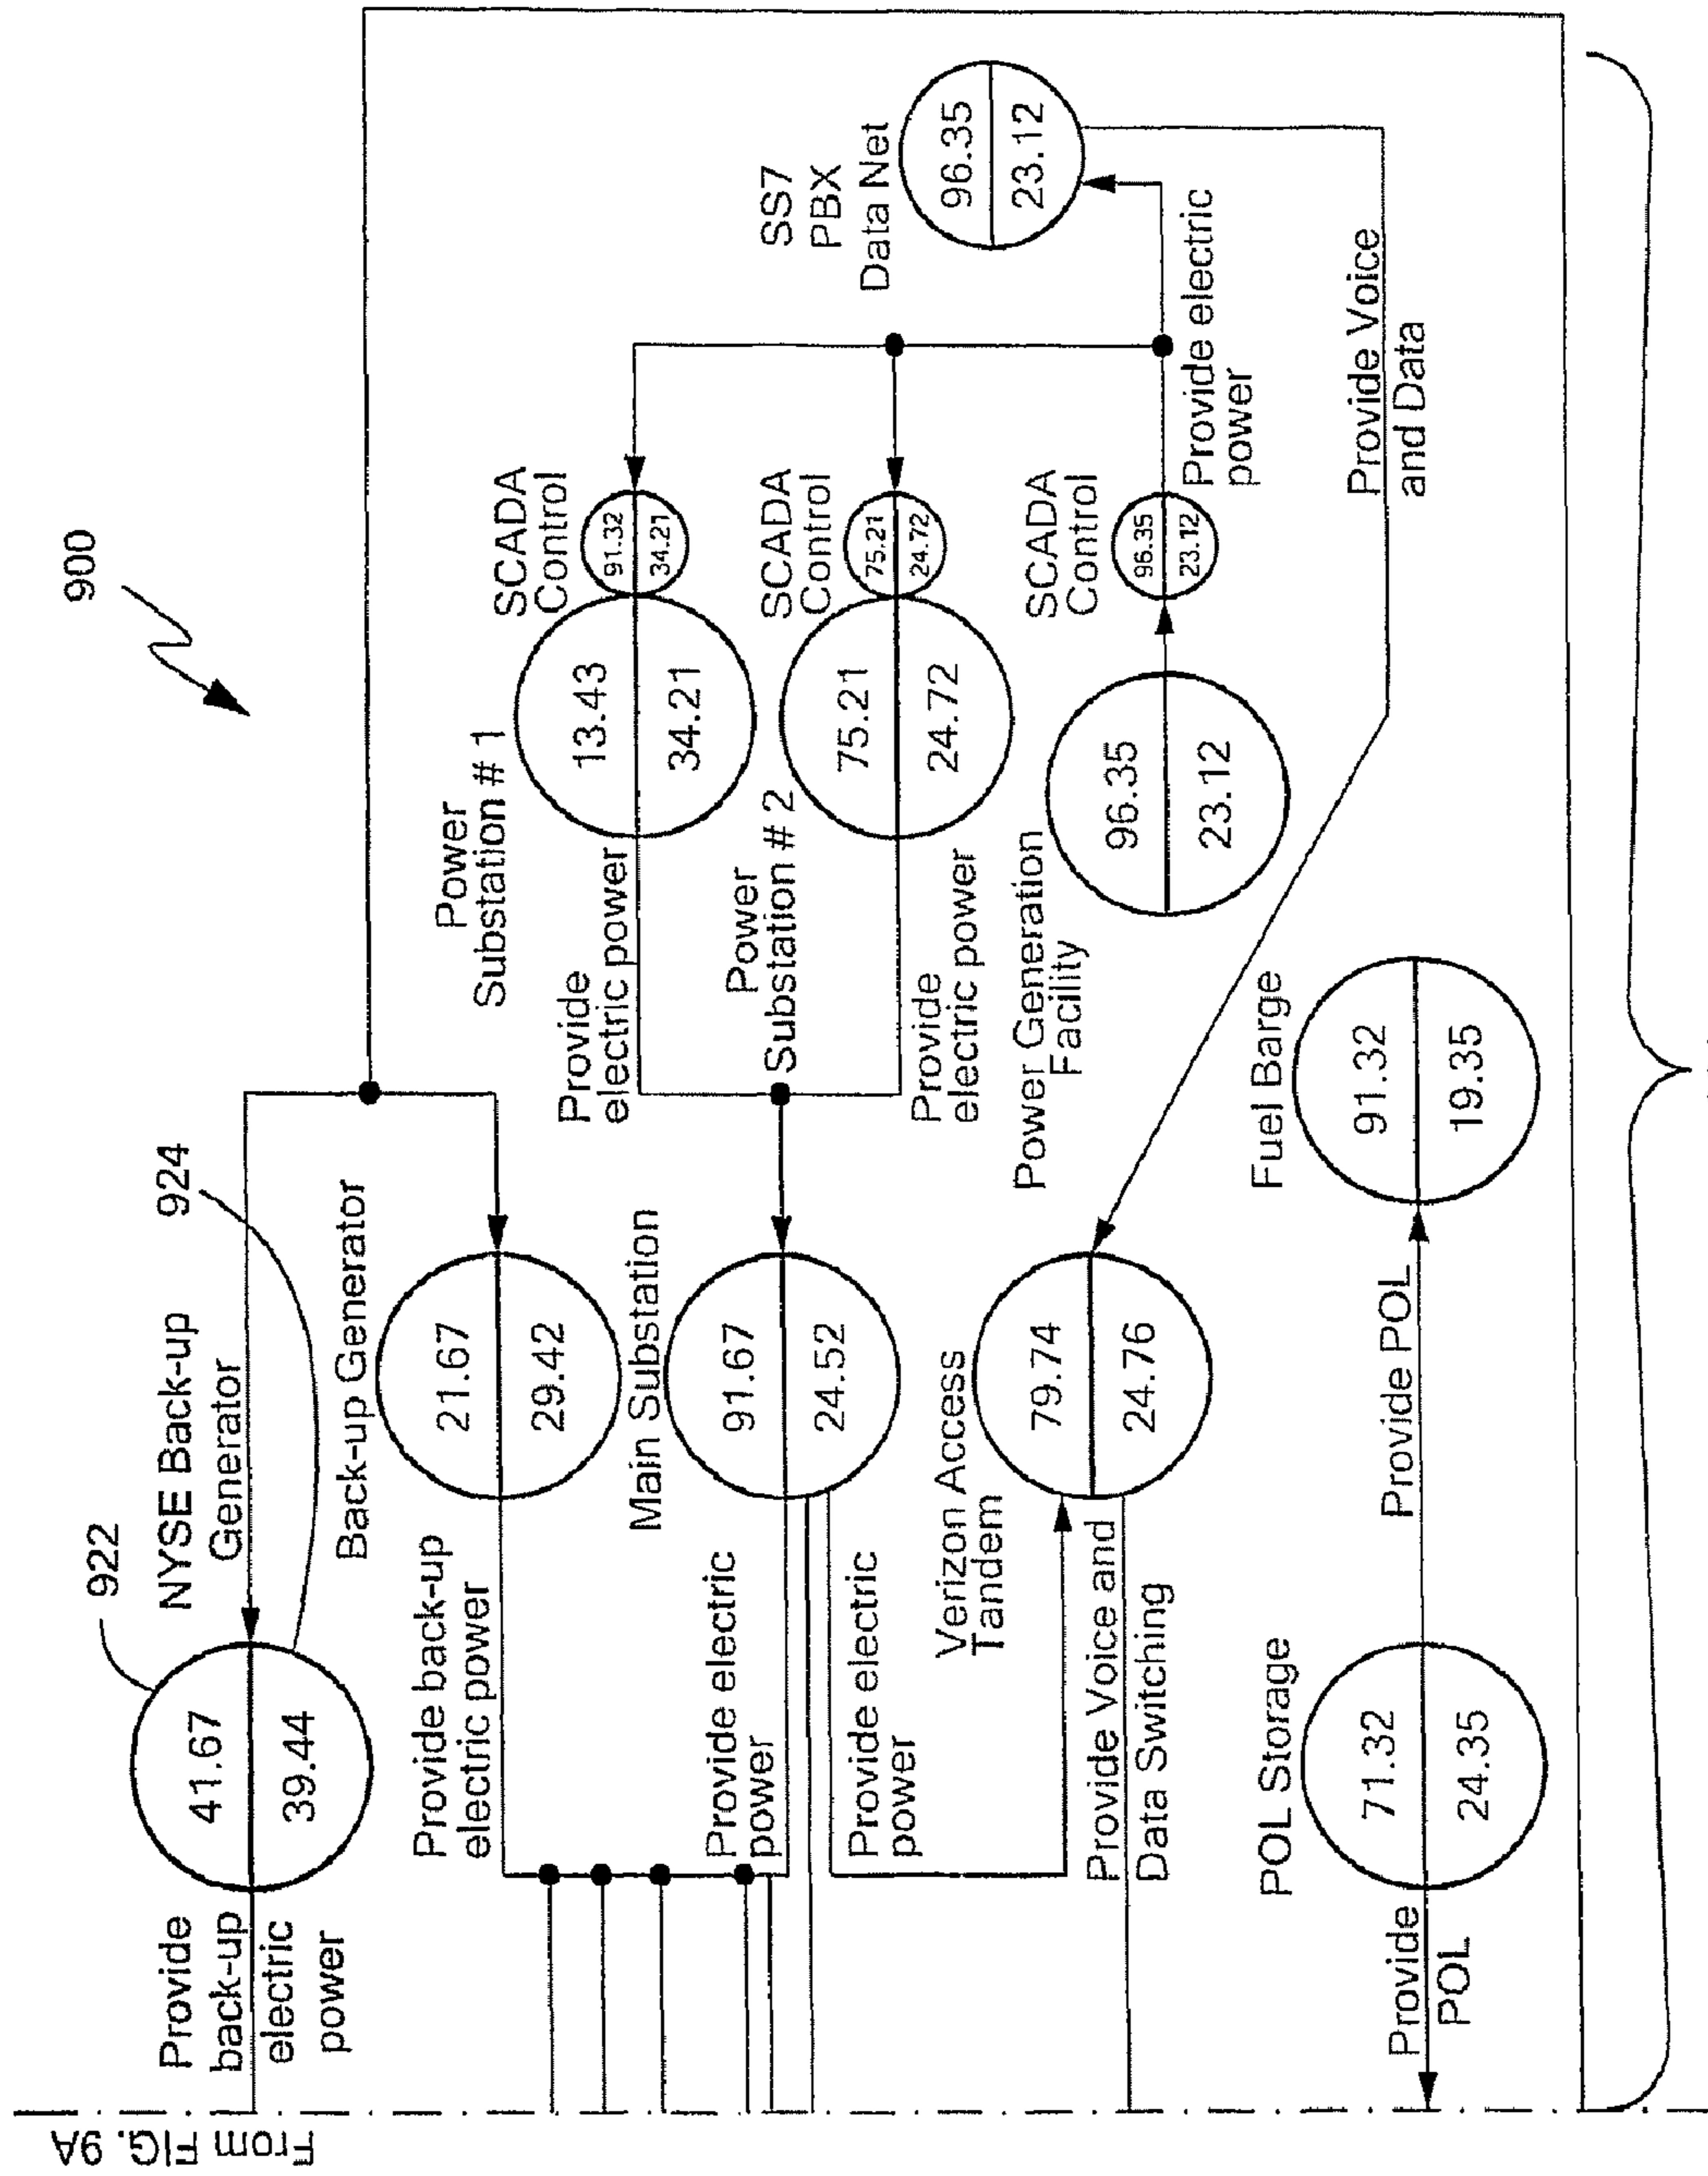 900
From FIG. 9A
922
924
NYSE Back-up
Generator
41.67
39.44
Provide
back-up
electric
power
Back-up Generator
21.67
29.42
Provide back-up
electric power
Power
Substation # 1
13.43
34.21
SCADA
Control
91.32
34.21
Provide
electric power
Main Substation
91.67
24.52
Provide electric
power
Provide electric
power
Power
Substation # 2
75.21
24.72
SCADA
Control
75.21
24.72
Provide
electric power
SS7
PBX
Data Net
96.35
23.12
Power Generation
Facility
96.35
23.12
SCADA
Control
96.35
23.12
Provide electric
power
Verizon Access
Tandem
79.74
24.76
Provide Voice and
Data Switching
Provide Voice
and Data
POL Storage
71.32
24.35
Provide
POL
Provide POL
Fuel Barge
91.32
19.35